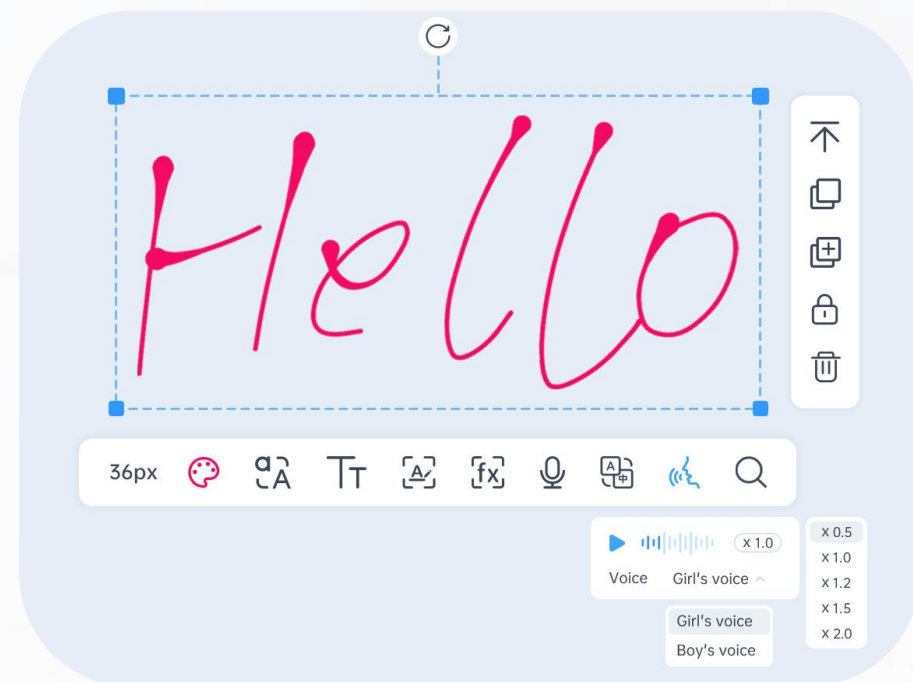 Hello
36px
x 1.0
Voice Girl's voice
Girl's voice
Boy's voice
x 0.5
x 1.0
x 1.2
x 1.5
x 2.0